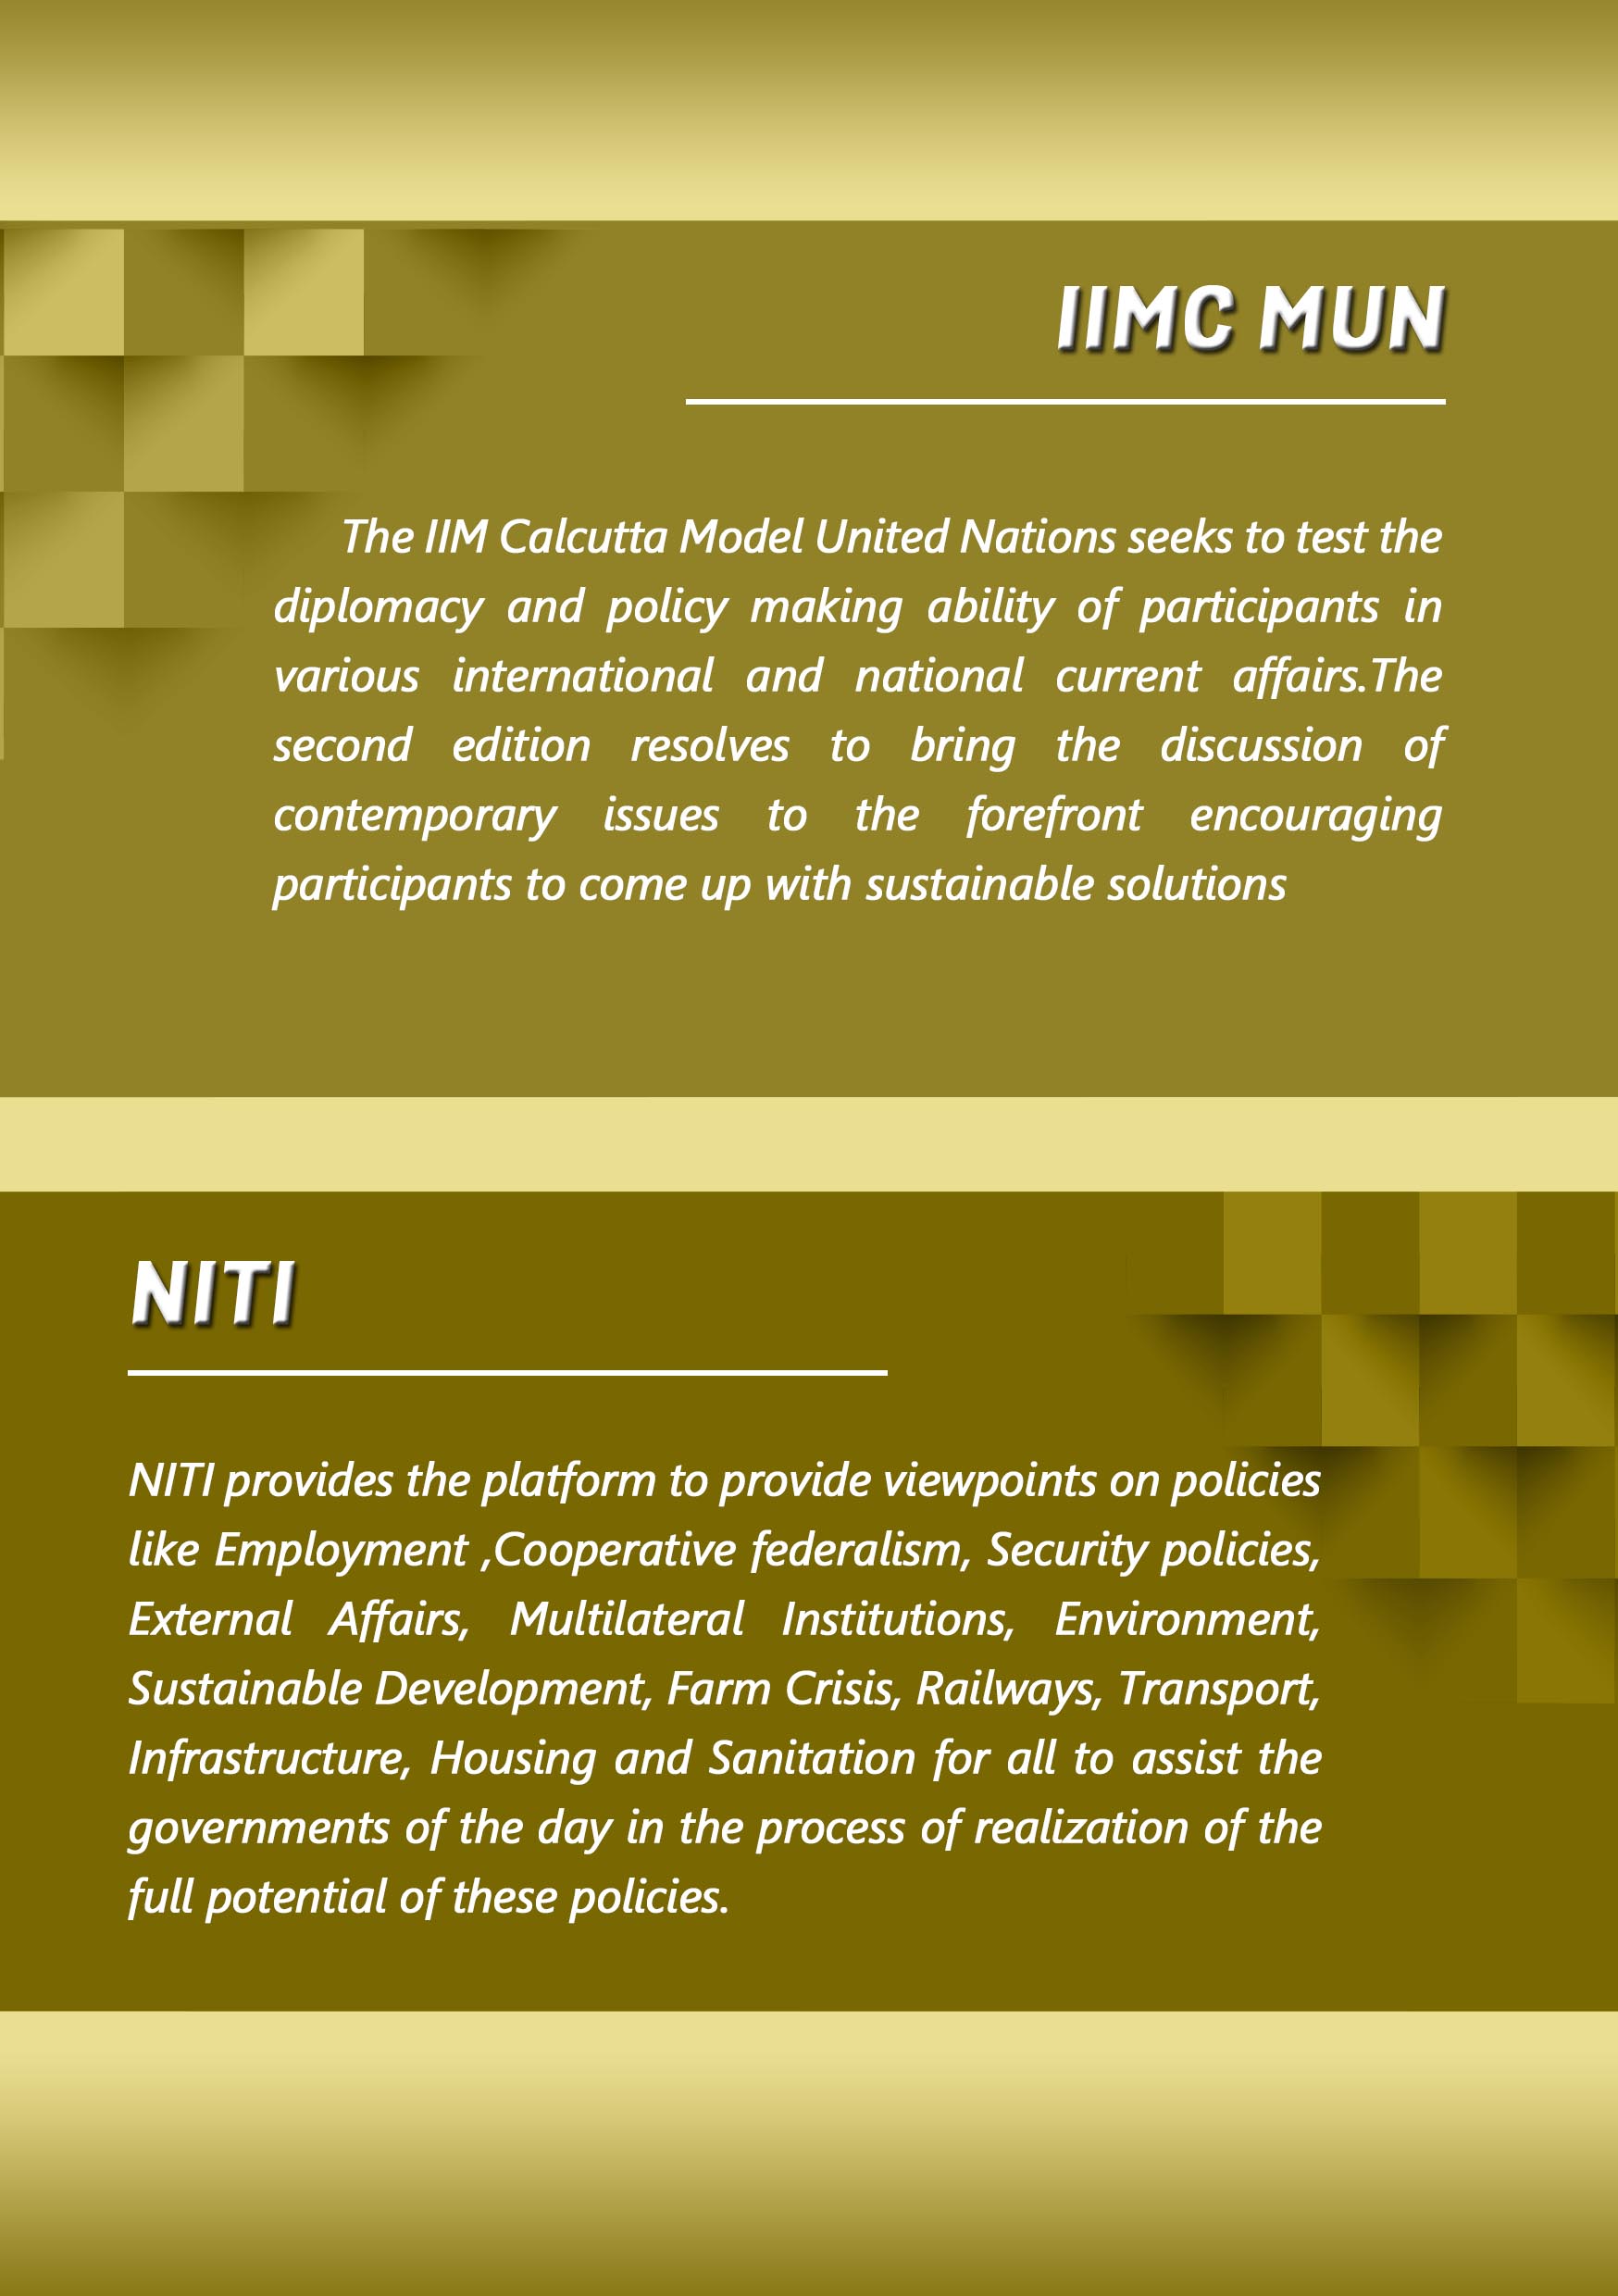 IIMC MUN
The IIM Calcutta Model United Nations seeks to test the
diplomacy and policy making ability of participants in
various international and national current affairs.The
second edition resolves to bring the discussion of
contemporary issues to the forefront encouraging
participants to come up with sustainable solutions
NITI
NITI provides the platform to provide viewpoints on policies
like Employment ,Cooperative federalism, Security policies,
External Affairs, Multilateral Institutions, Environment,
Sustainable Development, Farm Crisis, Railways, Transport,
Infrastructure, Housing and Sanitation for all to assist the
governments of the day in the process of realization of the
full potential of these policies.